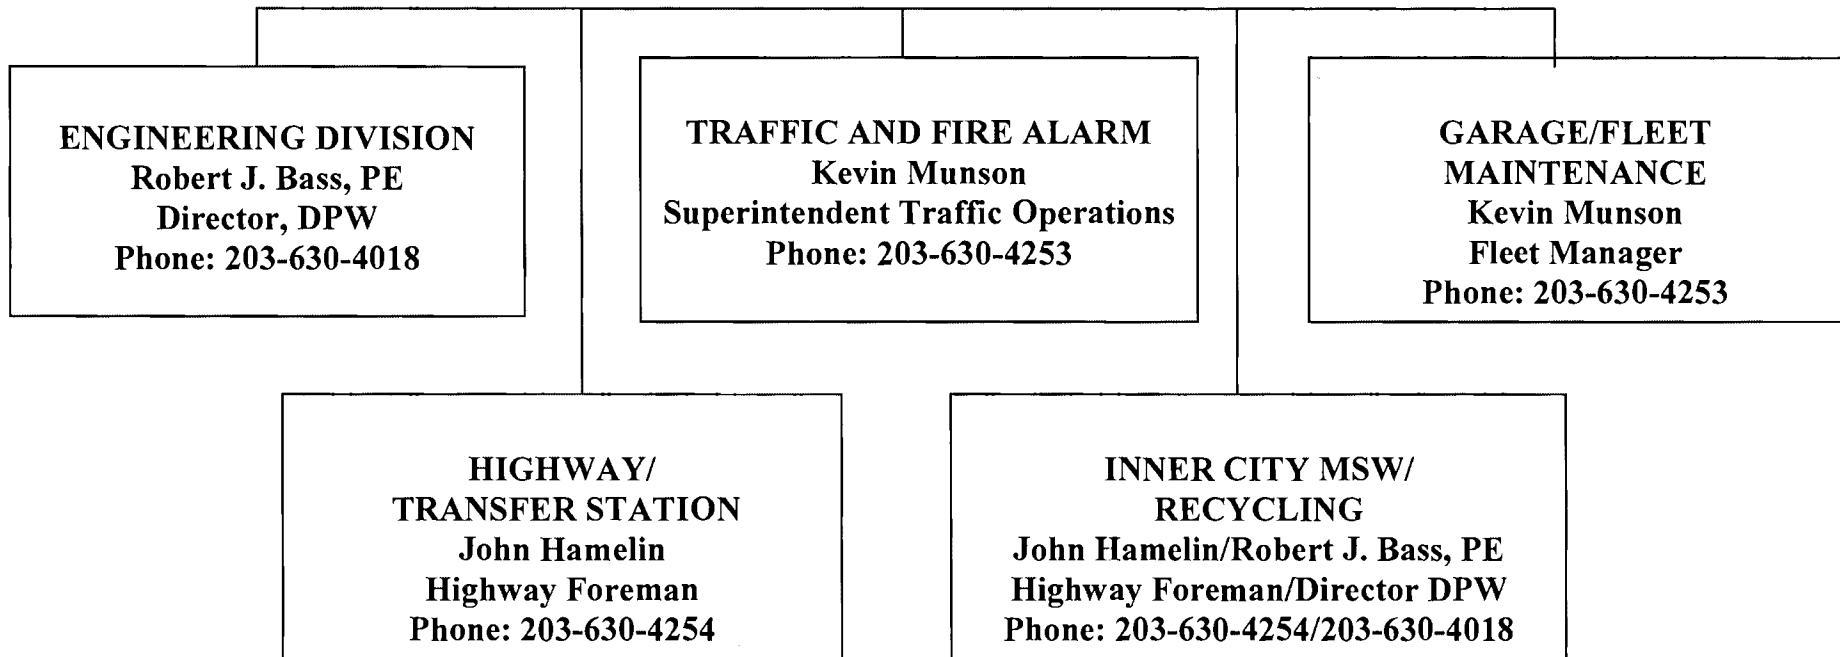 ENGINEERING DIVISION
Robert J. Bass, PE
Director, DPW
Phone: 203-630-4018
TRAFFIC AND FIRE ALARM
Kevin Munson
Superintendent Traffic Operations
Phone: 203-630-4253
GARAGE/FLEET
MAINTENANCE
Kevin Munson
Fleet Manager
Phone: 203-630-4253
HIGHWAY/
TRANSFER STATION
John Hamelin
Highway Foreman
Phone: 203-630-4254
INNER CITY MSW/
RECYCLING
John Hamelin/Robert J. Bass, PE
Highway Foreman/Director DPW
Phone: 203-630-4254/203-630-4018